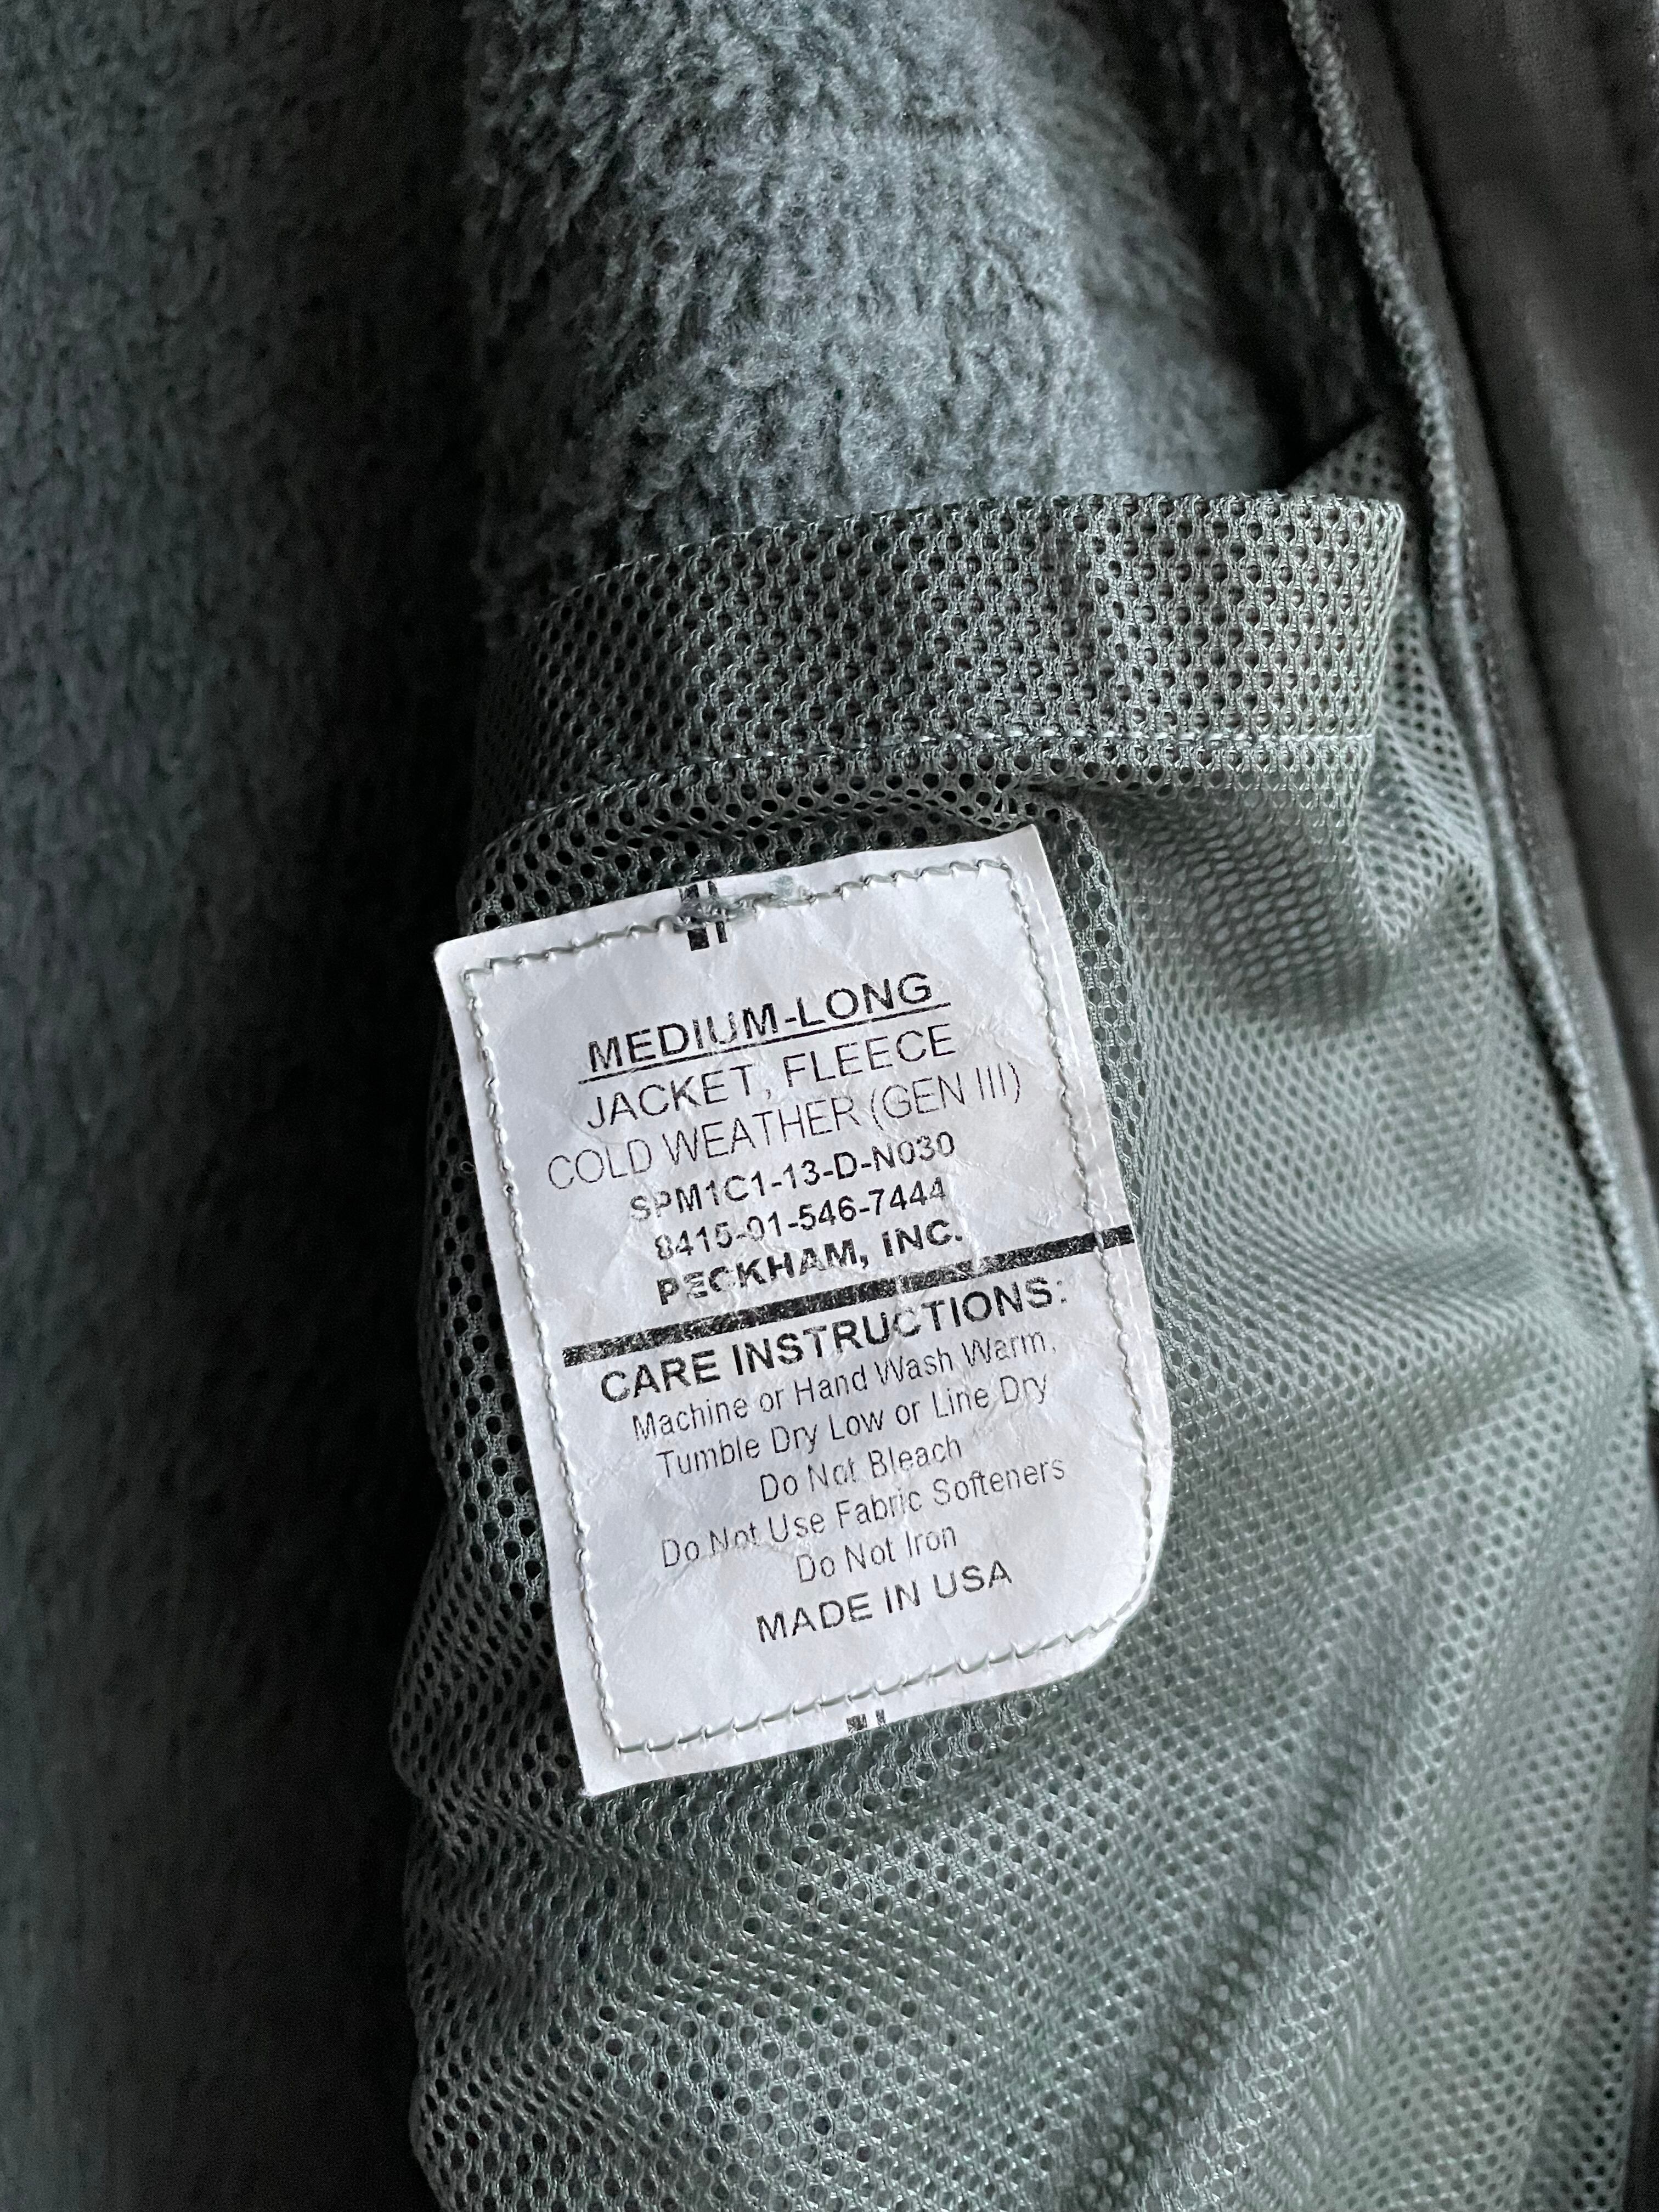 MEDIUM-LONG
JACKET, FLEECE
COLD WEATHER (GEN III)
SPM1C1-13-D-N030
8415-01-546-7444
PECKHAM, INC.
CARE INSTRUCTIONS:
Machine or Hand Wash Warm,
Tumble Dry Low or Line Dry
Do Not Bleach
Do Not Use Fabric Softeners
Do Not Iron
MADE IN USA